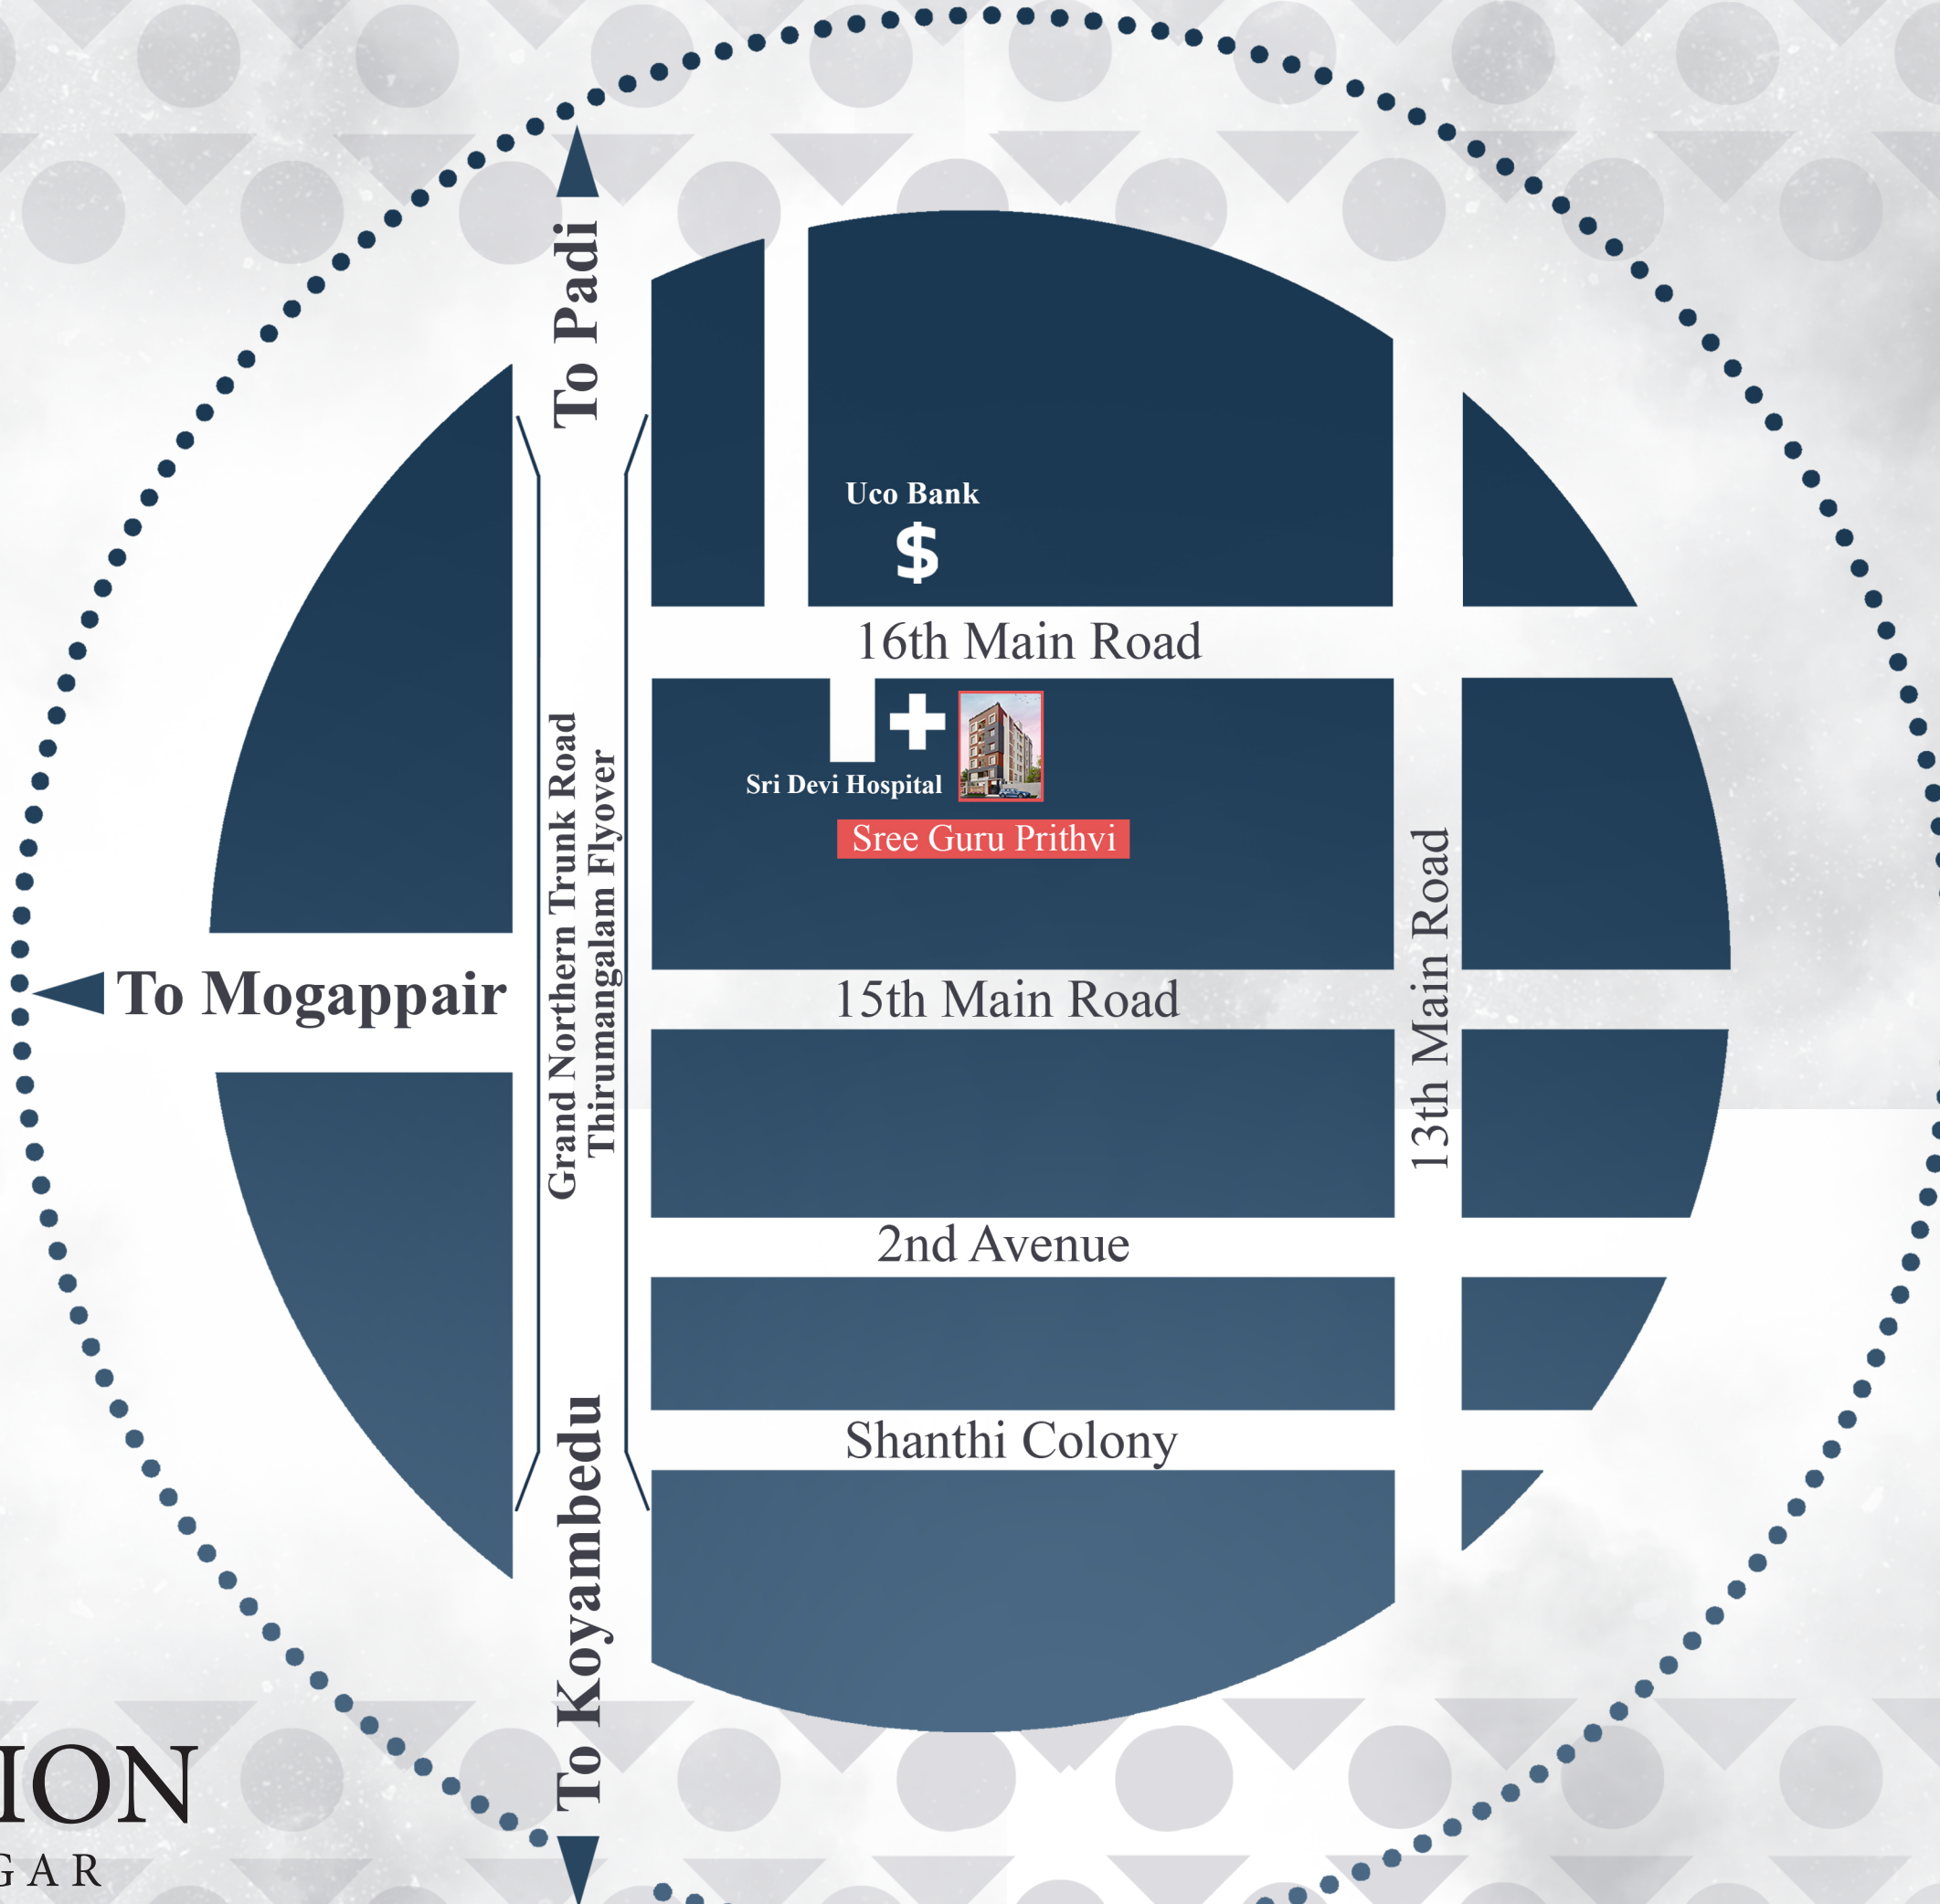 To Padi
Uco Bank
$
16th Main Road
Sri Devi Hospital
Sree Guru Prithvi
Grand Northern Trunk Road
Thirumangalam Flyover
13th Main Road
To Mogappair
15th Main Road
2nd Avenue
Shanthi Colony
To Koyambedu
ION
GAR